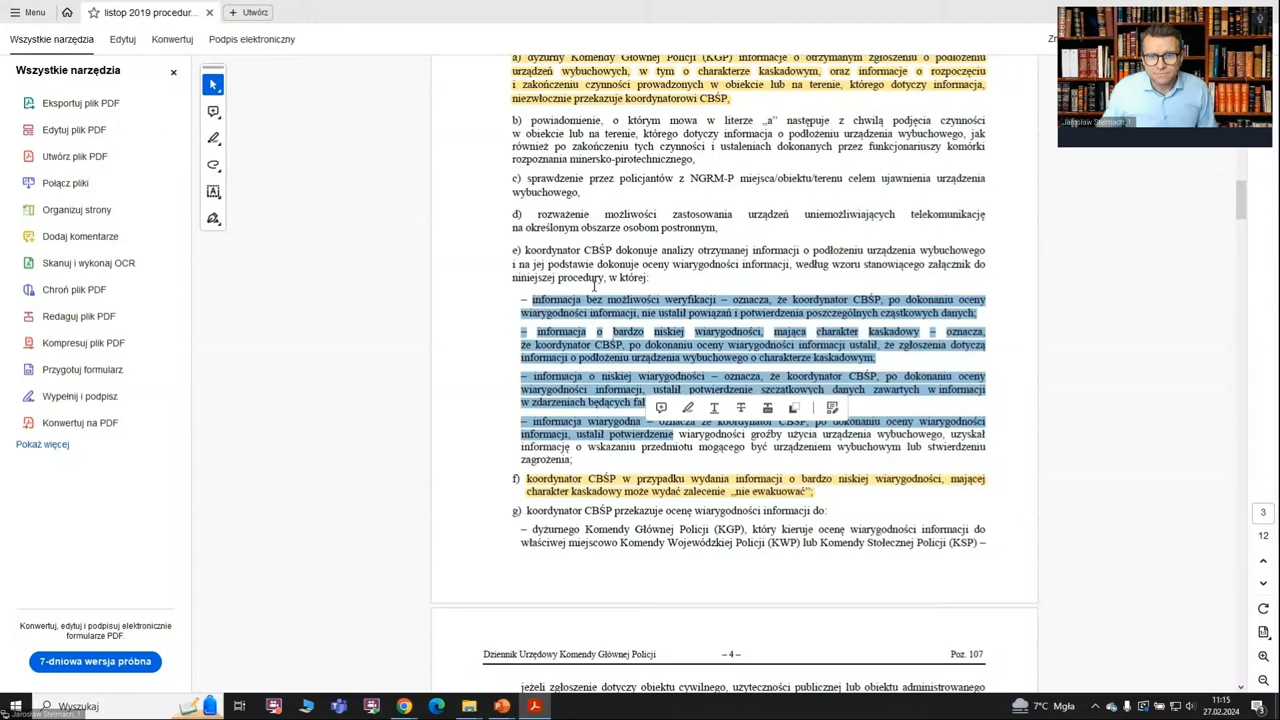 Menu
listop 2019 procedur...
Utwórz
Wszystkie narzędzia
Edytuj
Konwertuj
Podpis elektroniczny
Wszystkie narzędzia
Eksportuj plik PDF
Edytuj plik PDF
Utwórz plik PDF
Połącz pliki
Organizuj strony
Dodaj komentarze
Skanuj i wykonaj OCR
Chroń plik PDF
Redaguj plik PDF
Kompresuj plik PDF
Przygotuj formularz
Wypełnij i podpisz
Konwertuj na PDF
Pokaż więcej
Konwertuj, edytuj i podpisuj elektronicznie
formularze PDF.
7-dniowa wersja próbna
a) dyżurny Komendy Głównej Policji (KGP) informacje o otrzymanym zgłoszeniu o podłożeniu
urządzeń wybuchowych, w tym o charakterze kaskadowym, oraz informacje o rozpoczęciu
i zakończeniu czynności prowadzonych w obiekcie lub na terenie, którego dotyczy informacja,
niezwłocznie przekazuje koordynatorowi CBŚP,
b) powiadomienie, o którym mowa w literze „a” następuje z chwilą podjęcia czynności
w obiekcie lub na terenie, którego dotyczy informacja o podłożeniu urządzenia wybuchowego, jak
również po zakończeniu tych czynności i ustaleniach dokonanych przez funkcjonariuszy komórki
rozpoznania minersko-pirotechnicznego,
c) sprawdzenie przez policjantów z NGRM-P miejsca/obiektu/terenu celem ujawnienia urządzenia
wybuchowego,
d) rozważenie możliwości zastosowania urządzeń uniemożliwiających telekomunikację
na określonym obszarze osobom postronnym,
e) koordynator CBŚP dokonuje analizy otrzymanej informacji o podłożeniu urządzenia wybuchowego
i na jej podstawie dokonuje oceny wiarygodności informacji, według wzoru stanowiącego załącznik do
niniejszej procedury, w której:
– informacja bez możliwości weryfikacji – oznacza, że koordynator CBŚP, po dokonaniu oceny
wiarygodności informacji, nie ustalił powiązań i potwierdzenia poszczególnych cząstkowych danych;
– informacja o bardzo niskiej wiarygodności, mająca charakter kaskadowy – oznacza,
że koordynator CBŚP, po dokonaniu oceny wiarygodności informacji ustalił, że zgłoszenia dotyczą
informacji o podłożeniu urządzenia wybuchowego o charakterze kaskadowym;
– informacja o niskiej wiarygodności – oznacza, że koordynator CBŚP, po dokonaniu oceny
wiarygodności informacji, ustalił potwierdzenie szczątkowych danych zawartych w informacji
w zdarzeniach będących
– informacja wiarygodna – oznacza że koordynator CBŚP, po dokonaniu oceny wiarygodności
informacji, ustalił potwierdzenie wiarygodności groźby użycia urządzenia wybuchowego, uzyskał
informację o wskazaniu przedmiotu mogącego być urządzeniem wybuchowym lub stwierdzeniu
zagrożenia;
f) koordynator CBŚP w przypadku wydania informacji o bardzo niskiej wiarygodności, mającej
charakter kaskadowy może wydać zalecenie „nie ewakuować”;
g) koordynator CBŚP przekazuje ocenę wiarygodności informacji do:
– dyżurnego Komendy Głównej Policji (KGP), który kieruje ocenę wiarygodności informacji do
właściwej miejscowo Komendy Wojewódzkiej Policji (KWP) lub Komendy Stołecznej Policji (KSP) –
Dziennik Urzędowy Komendy Głównej Policji – 4 – Poz. 107
jeżeli zgłoszenie dotyczy obiektu cywilnego, użyteczności publicznej lub obiektu administrowanego
Jarosław Stelmach_1
3
12
Wyszukaj
Jarosław Stelmach_1
7°C Mgła
11:15
27.02.2024